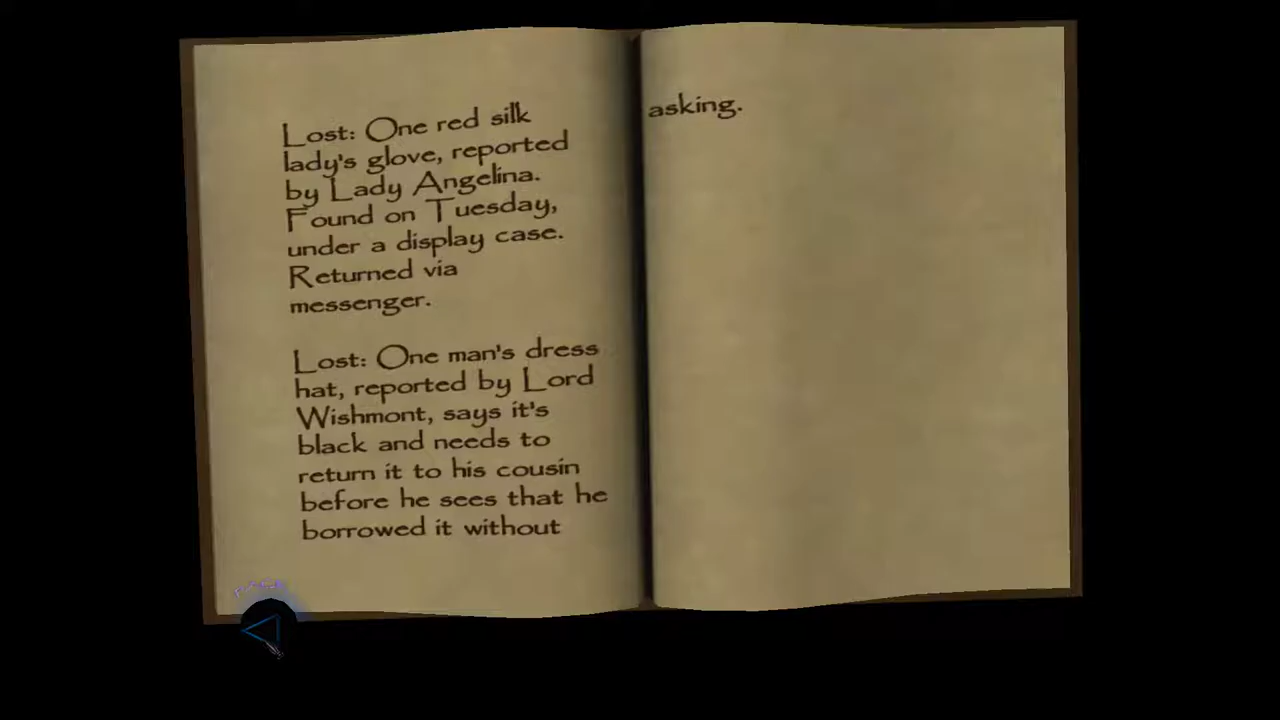 Lost: One red silk
lady's glove, reported
by Lady Angelina.
Found on Tuesday,
under a display case.
Returned via
messenger.
Lost: One man's dress
hat, reported by Lord
Wishmont, says it's
black and needs to
return it to his cousin
before he sees that he
borrowed it without
asking.